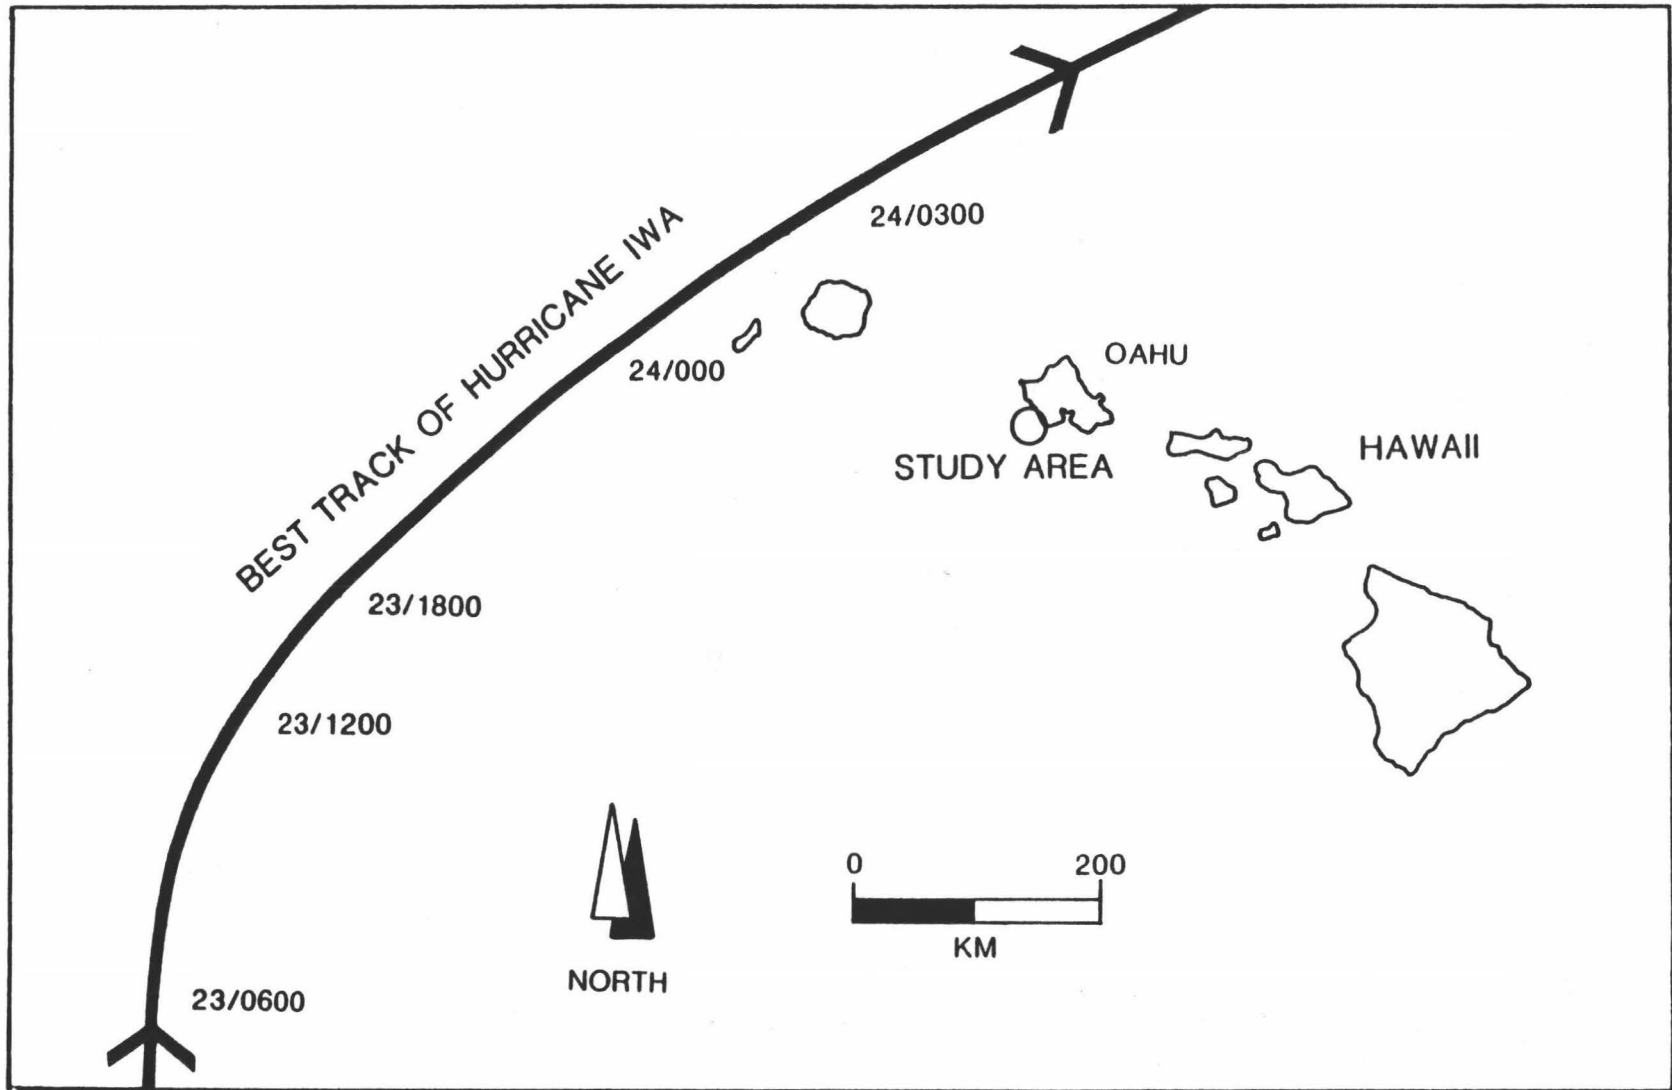 24/0300
BEST TRACK OF HURRICANE IWA
24/000
OAHU
STUDY AREA
HAWAII
23/1800
23/1200
0 200
KM
NORTH
23/0600